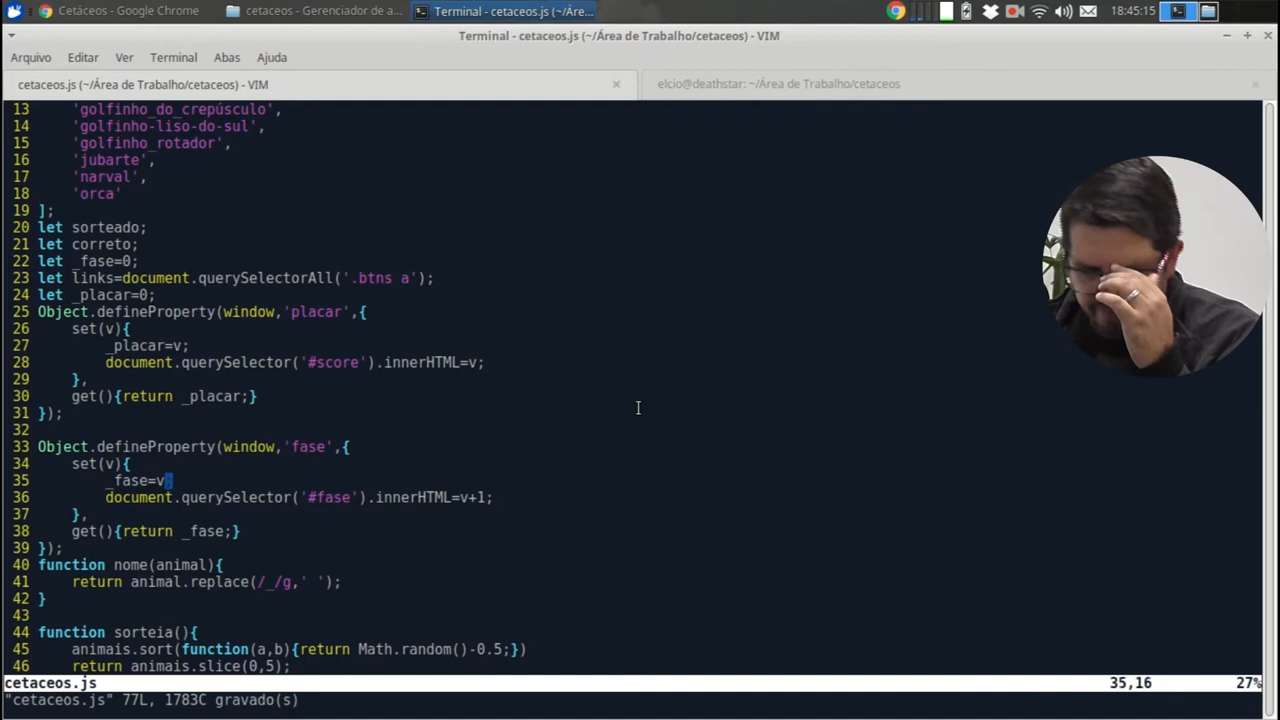 Cetáceos - Google Chrome
cetaceos - Gerenciador de a...
Terminal - cetaceos.js (~/Áre...
18:45:15
Terminal - cetaceos.js (~/Área de Trabalho/cetaceos) - VIM
Arquivo Editar Ver Terminal Abas Ajuda
cetaceos.js (~/Área de Trabalho/cetaceos) - VIM
elcio@deathstar: ~/Área de Trabalho/cetaceos
13     'golfinho_do_crepúsculo',
14     'golfinho-liso-do-sul',
15     'golfinho_rotador',
16     'jubarte',
17     'narval',
18     'orca'
19 ];
20 let sorteado;
21 let correto;
22 let _fase=0;
23 let links=document.querySelectorAll('.btns a');
24 let _placar=0;
25 Object.defineProperty(window,'placar',{
26     set(v){
27         _placar=v;
28         document.querySelector('#score').innerHTML=v;
29     },
30     get(){return _placar;}
31 });
32
33 Object.defineProperty(window,'fase',{
34     set(v){
35         _fase=v;
36         document.querySelector('#fase').innerHTML=v+1;
37     },
38     get(){return _fase;}
39 });
40 function nome(animal){
41     return animal.replace(/_/g,' ');
42 }
43
44 function sorteia(){
45     animais.sort(function(a,b){return Math.random()-0.5;})
46     return animais.slice(0,5);
cetaceos.js 35,16 27%
"cetaceos.js" 77L, 1783C gravado(s)